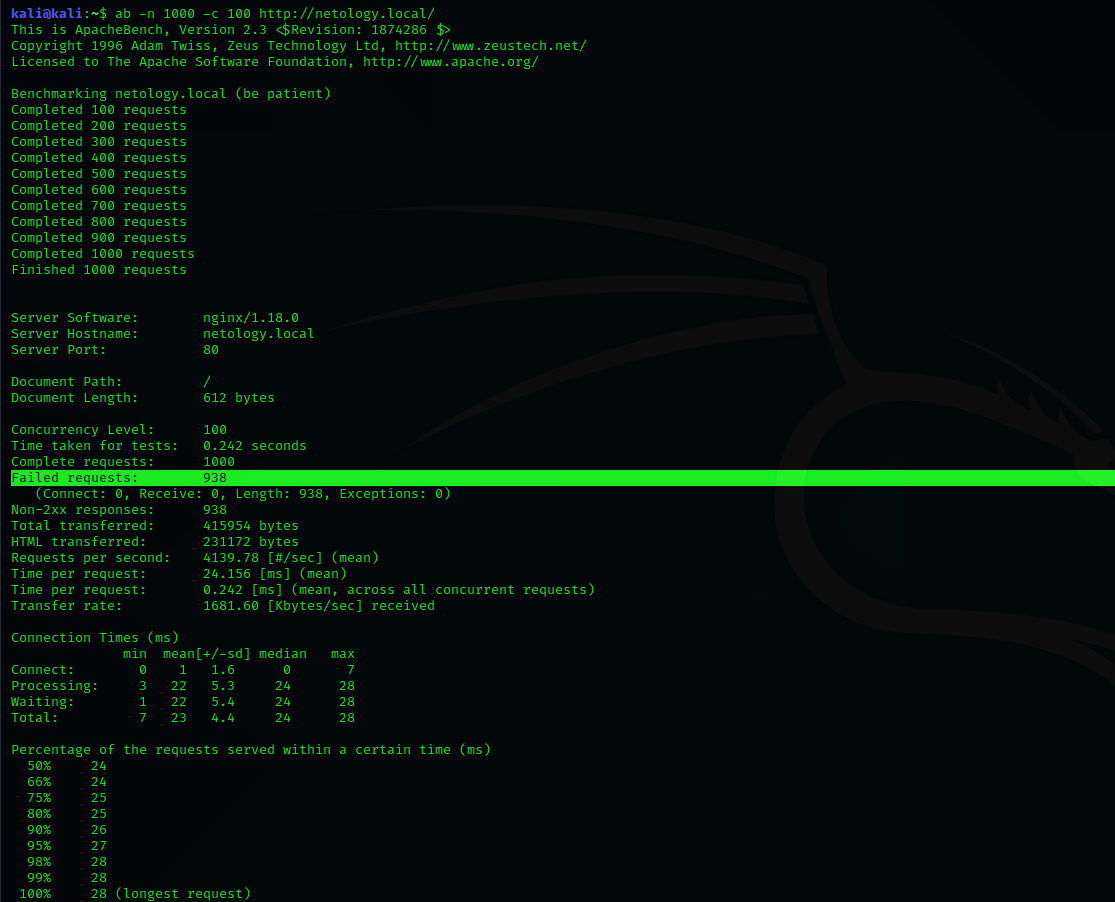 kali@kali:~$ ab -n 1000 -c 100 http://netology.local/
This is ApacheBench, Version 2.3 <$Revision: 1874286 $>
Copyright 1996 Adam Twiss, Zeus Technology Ltd, http://www.zeustech.net/
Licensed to The Apache Software Foundation, http://www.apache.org/

Benchmarking netology.local (be patient)
Completed 100 requests
Completed 200 requests
Completed 300 requests
Completed 400 requests
Completed 500 requests
Completed 600 requests
Completed 700 requests
Completed 800 requests
Completed 900 requests
Completed 1000 requests
Finished 1000 requests


Server Software:        nginx/1.18.0
Server Hostname:        netology.local
Server Port:            80

Document Path:          /
Document Length:        612 bytes

Concurrency Level:      100
Time taken for tests:   0.242 seconds
Complete requests:      1000
Failed requests:        938
   (Connect: 0, Receive: 0, Length: 938, Exceptions: 0)
Non-2xx responses:      938
Total transferred:      415954 bytes
HTML transferred:       231172 bytes
Requests per second:    4139.78 [#/sec] (mean)
Time per request:       24.156 [ms] (mean)
Time per request:       0.242 [ms] (mean, across all concurrent requests)
Transfer rate:          1681.60 [Kbytes/sec] received

Connection Times (ms)
              min  mean[+/-sd] median   max
Connect:        0    1   1.6      0       7
Processing:     3   22   5.3     24      28
Waiting:        1   22   5.4     24      28
Total:          7   23   4.4     24      28

Percentage of the requests served within a certain time (ms)
  50%     24
  66%     24
  75%     25
  80%     25
  90%     26
  95%     27
  98%     28
  99%     28
 100%     28 (longest request)